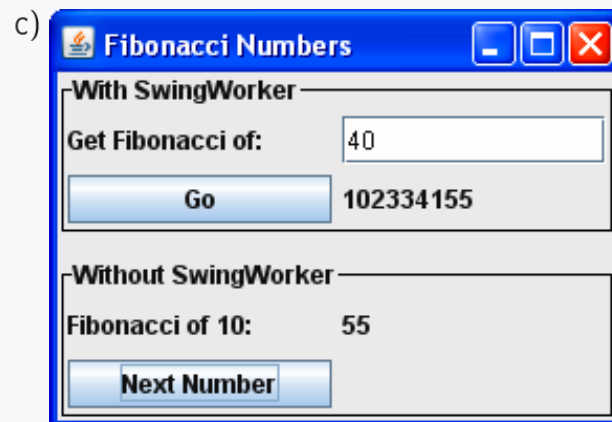 c)
Fibonacci Numbers
With SwingWorker
Get Fibonacci of: 40
Go 102334155
Without SwingWorker
Fibonacci of 10: 55
Next Number